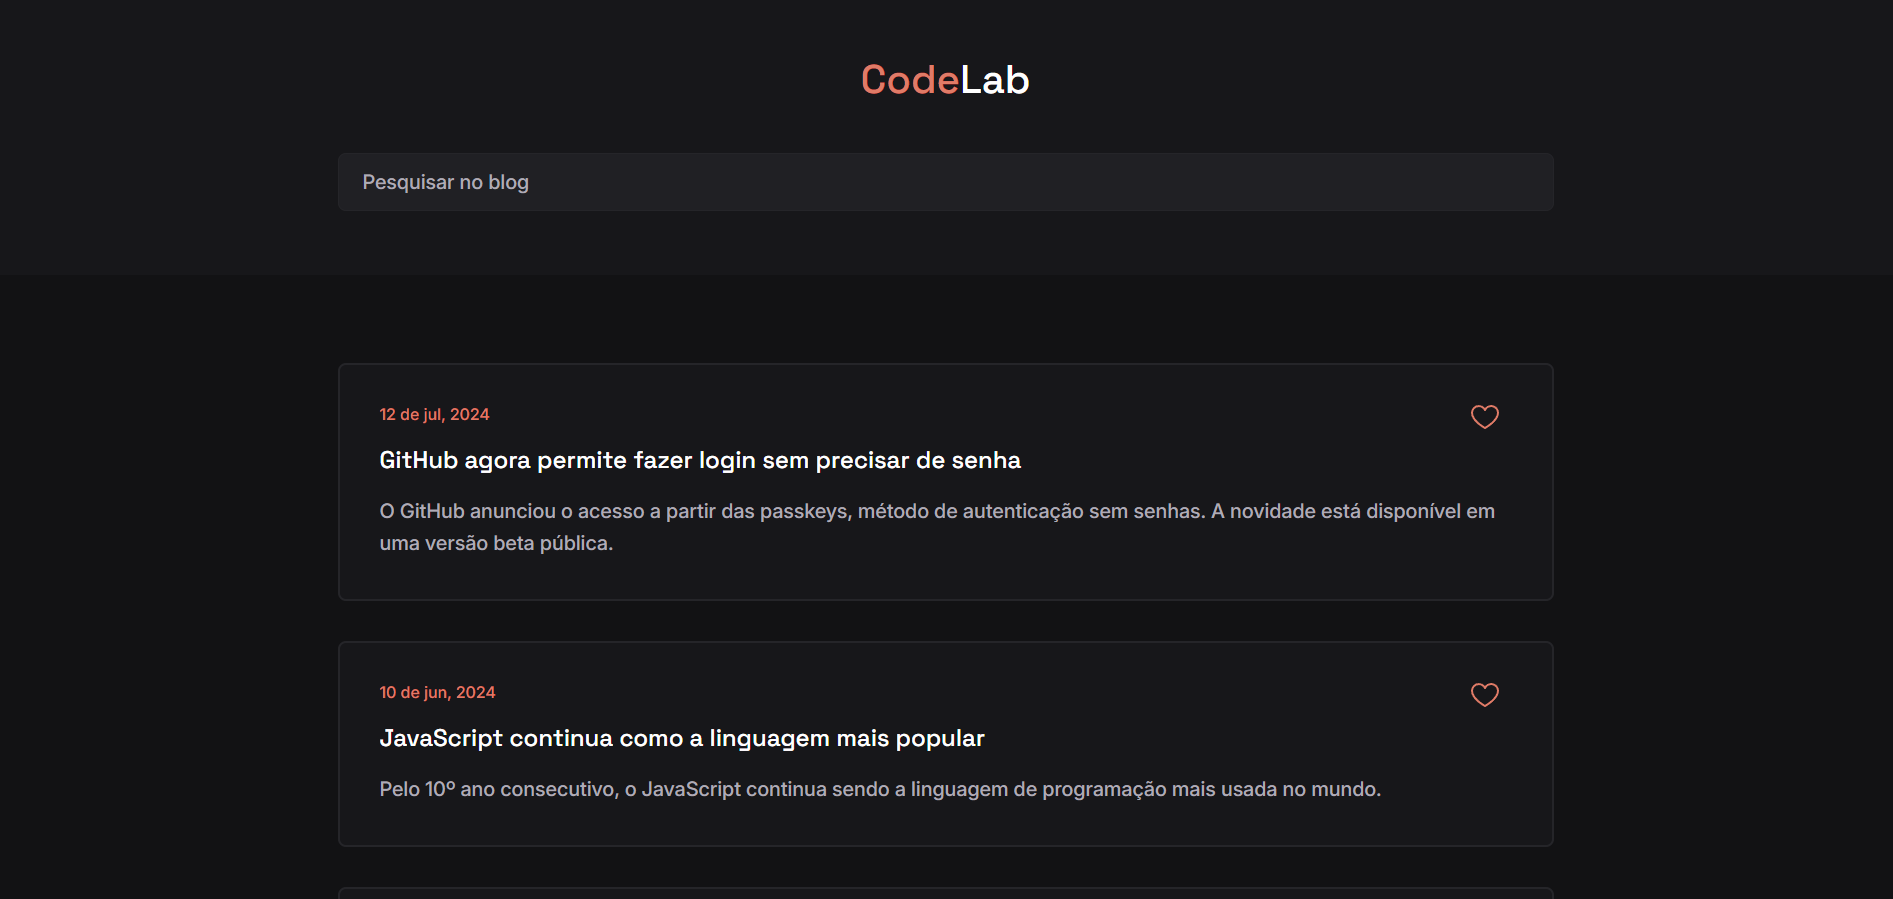 CodeLab
Pesquisar no blog
12 de jul, 2024
GitHub agora permite fazer login sem precisar de senha
O GitHub anunciou o acesso a partir das passkeys, método de autenticação sem senhas. A novidade está disponível em
uma versão beta pública.
10 de jun, 2024
JavaScript continua como a linguagem mais popular
Pelo 10º ano consecutivo, o JavaScript continua sendo a linguagem de programação mais usada no mundo.